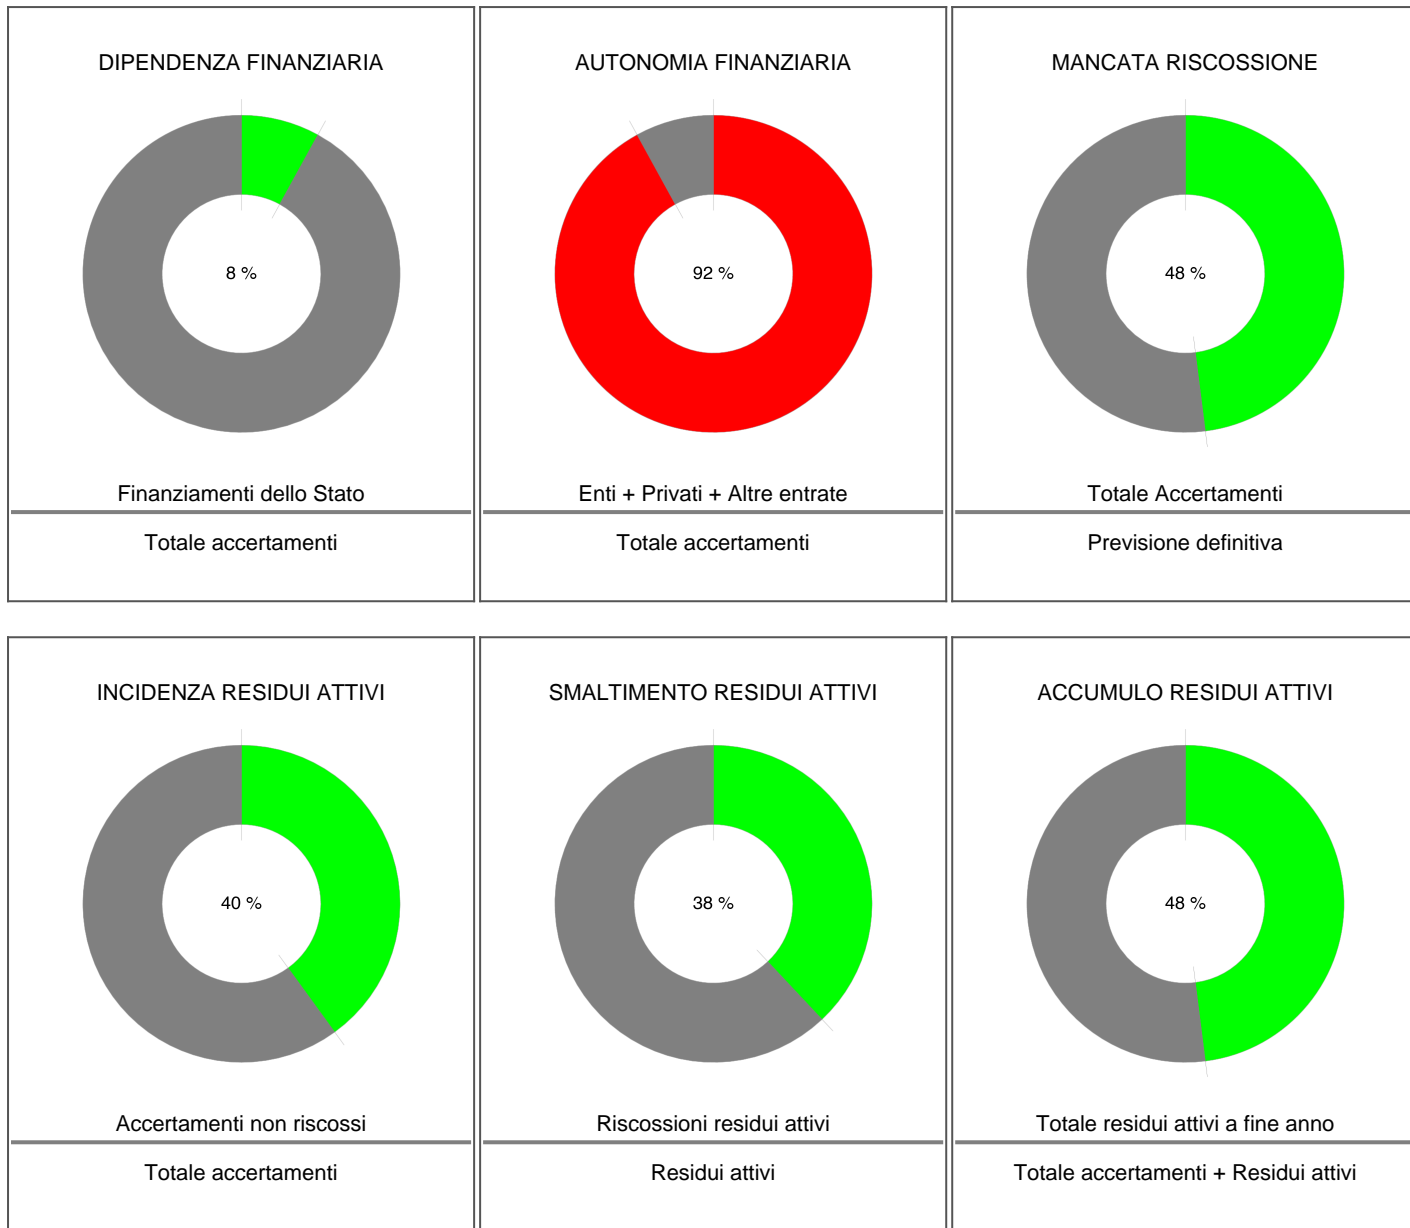 DIPENDENZA FINANZIARIA
8 %
Finanziamenti dello Stato
Totale accertamenti
AUTONOMIA FINANZIARIA
92 %
Enti + Privati + Altre entrate
Totale accertamenti
MANCATA RISCOSSIONE
48 %
Totale Accertamenti
Previsione definitiva
INCIDENZA RESIDUI ATTIVI
40 %
Accertamenti non riscossi
Totale accertamenti
SMALTIMENTO RESIDUI ATTIVI
38 %
Riscossioni residui attivi
Residui attivi
ACCUMULO RESIDUI ATTIVI
48 %
Totale residui attivi a fine anno
Totale accertamenti + Residui attivi